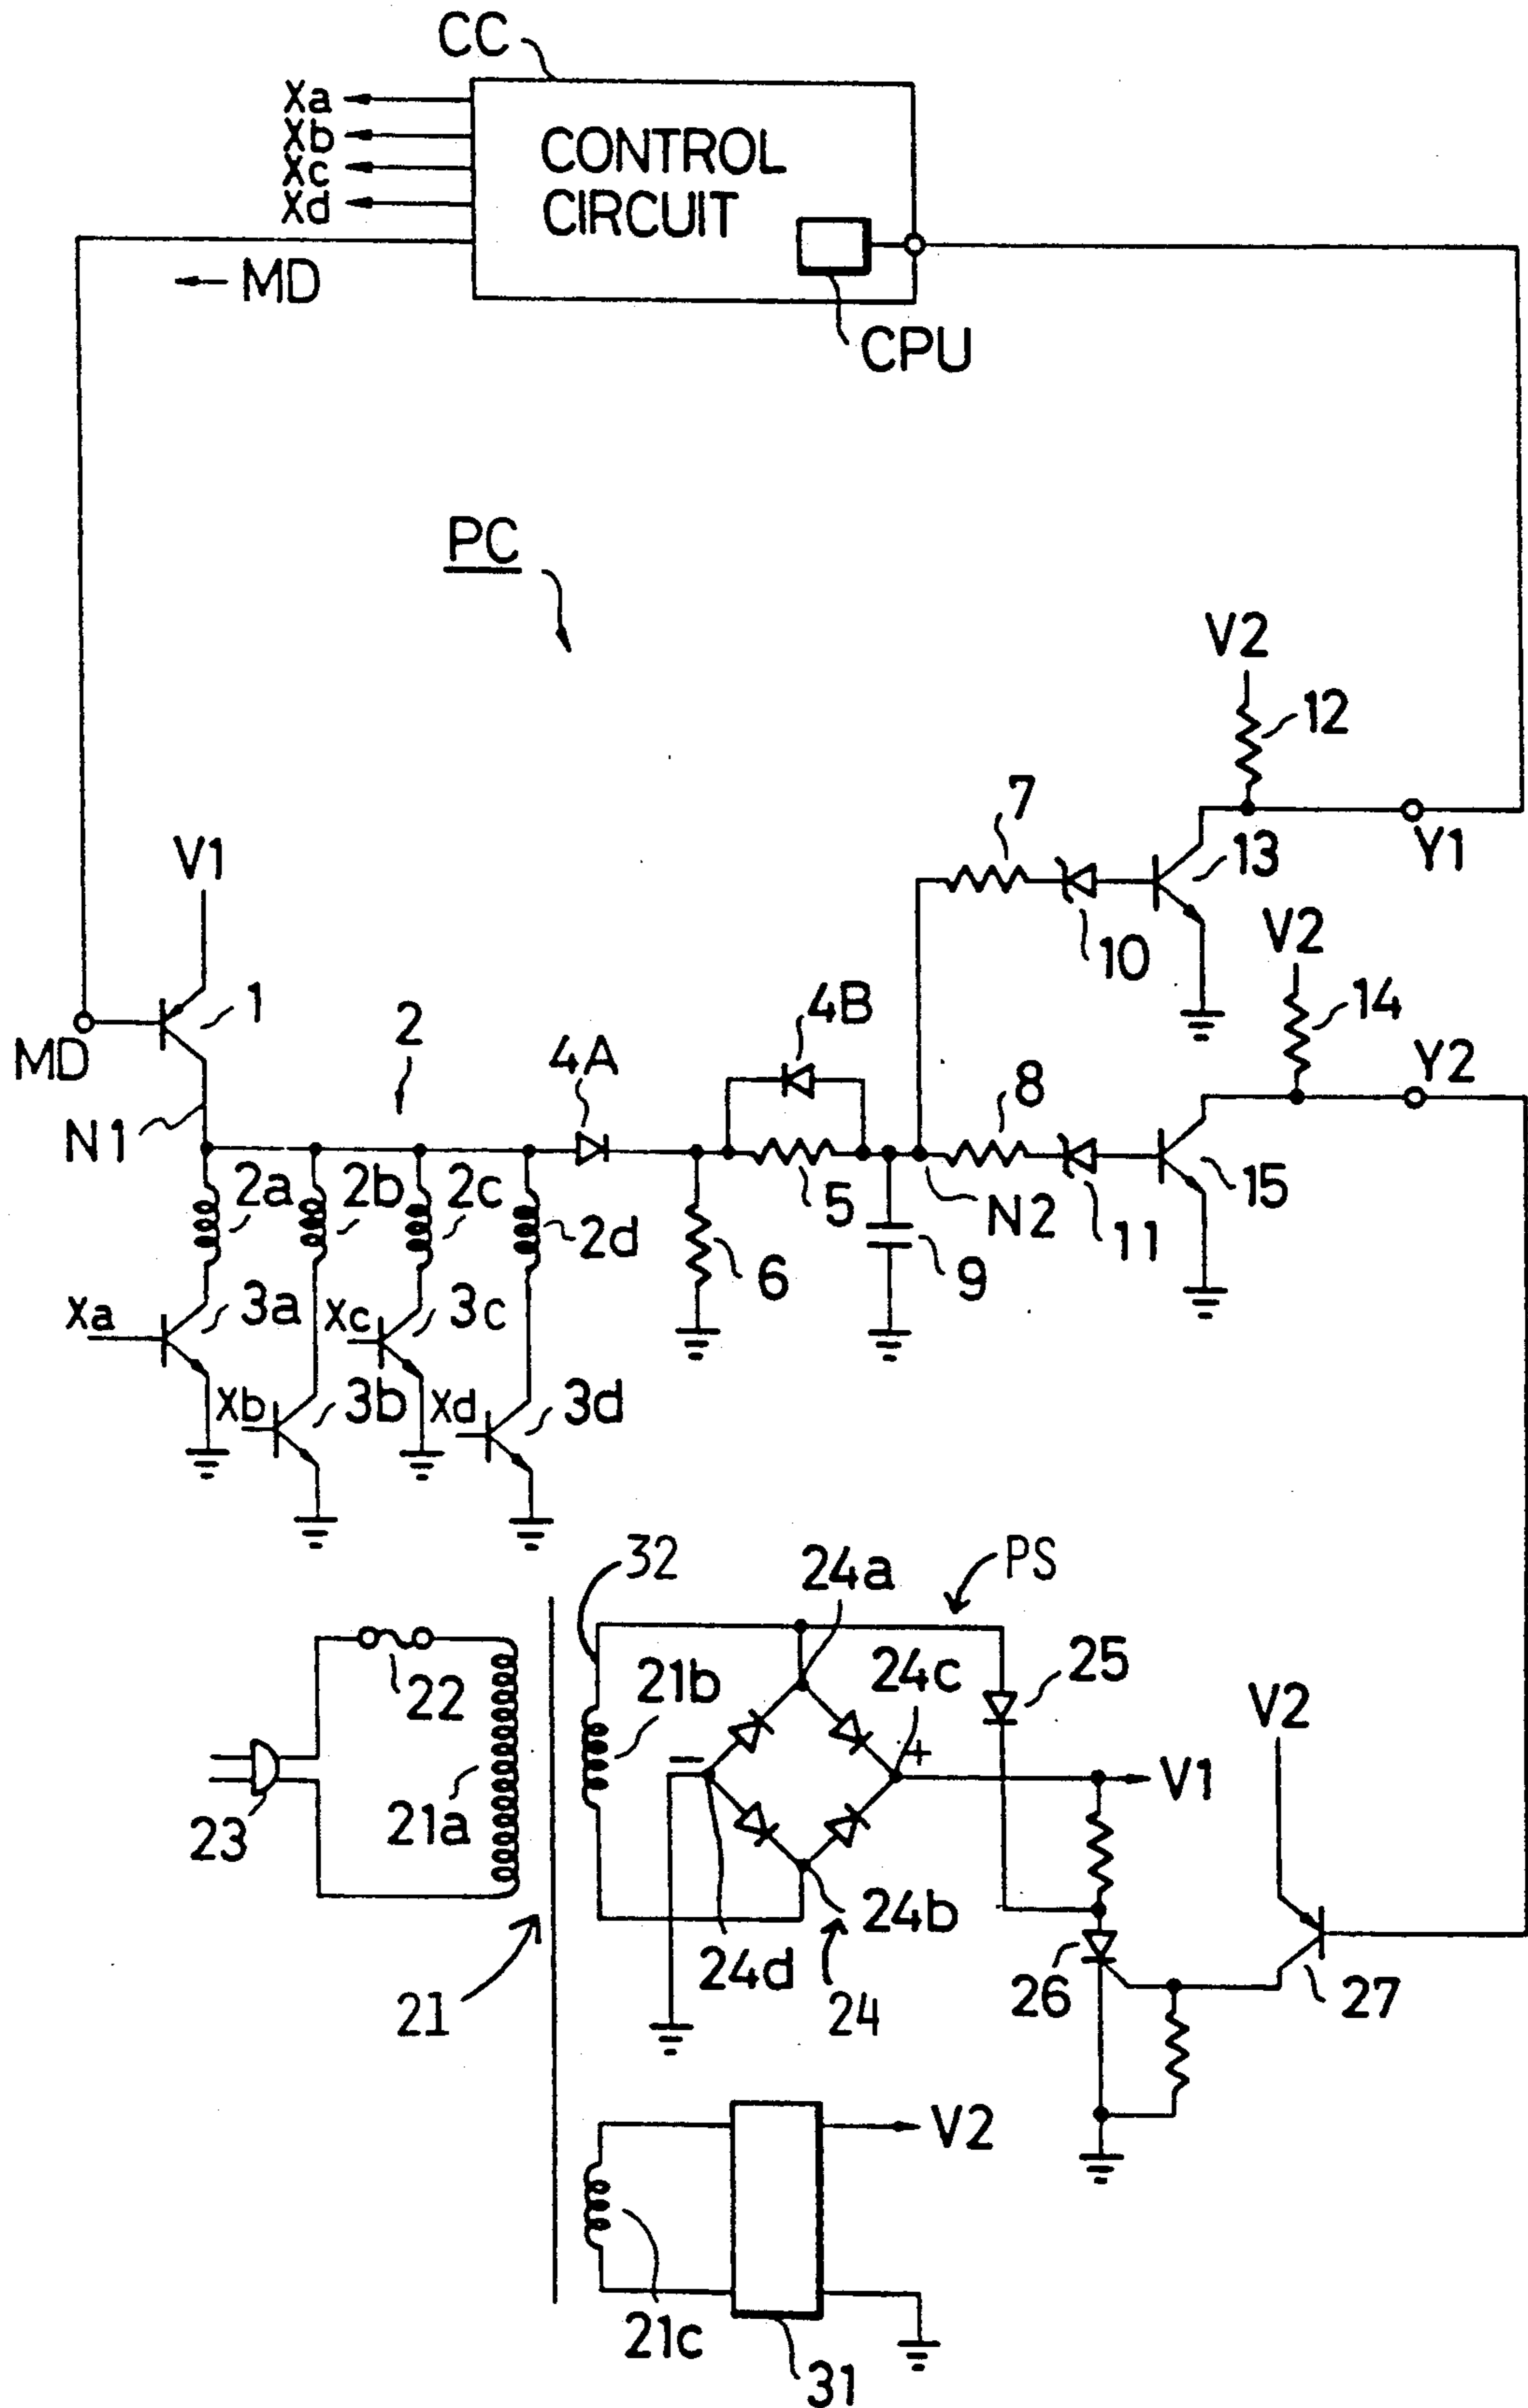 CC
Xa
Xb
Xc
Xd
CONTROL
CIRCUIT
MD
CPU
PC
V2
12
7
V1
13
Y1
10
V2
1
2
4A
4B
14
MD
8
Y2
N1
2a
2b
2c
2d
5
N2
11
15
6
9
Xa
3a
Xc
3c
Xb
3b
Xd
3d
32
24a
PS
22
21b
24c
25
V2
−
+
V1
23
21a
24b
24d
26
27
21
24
V2
21c
31